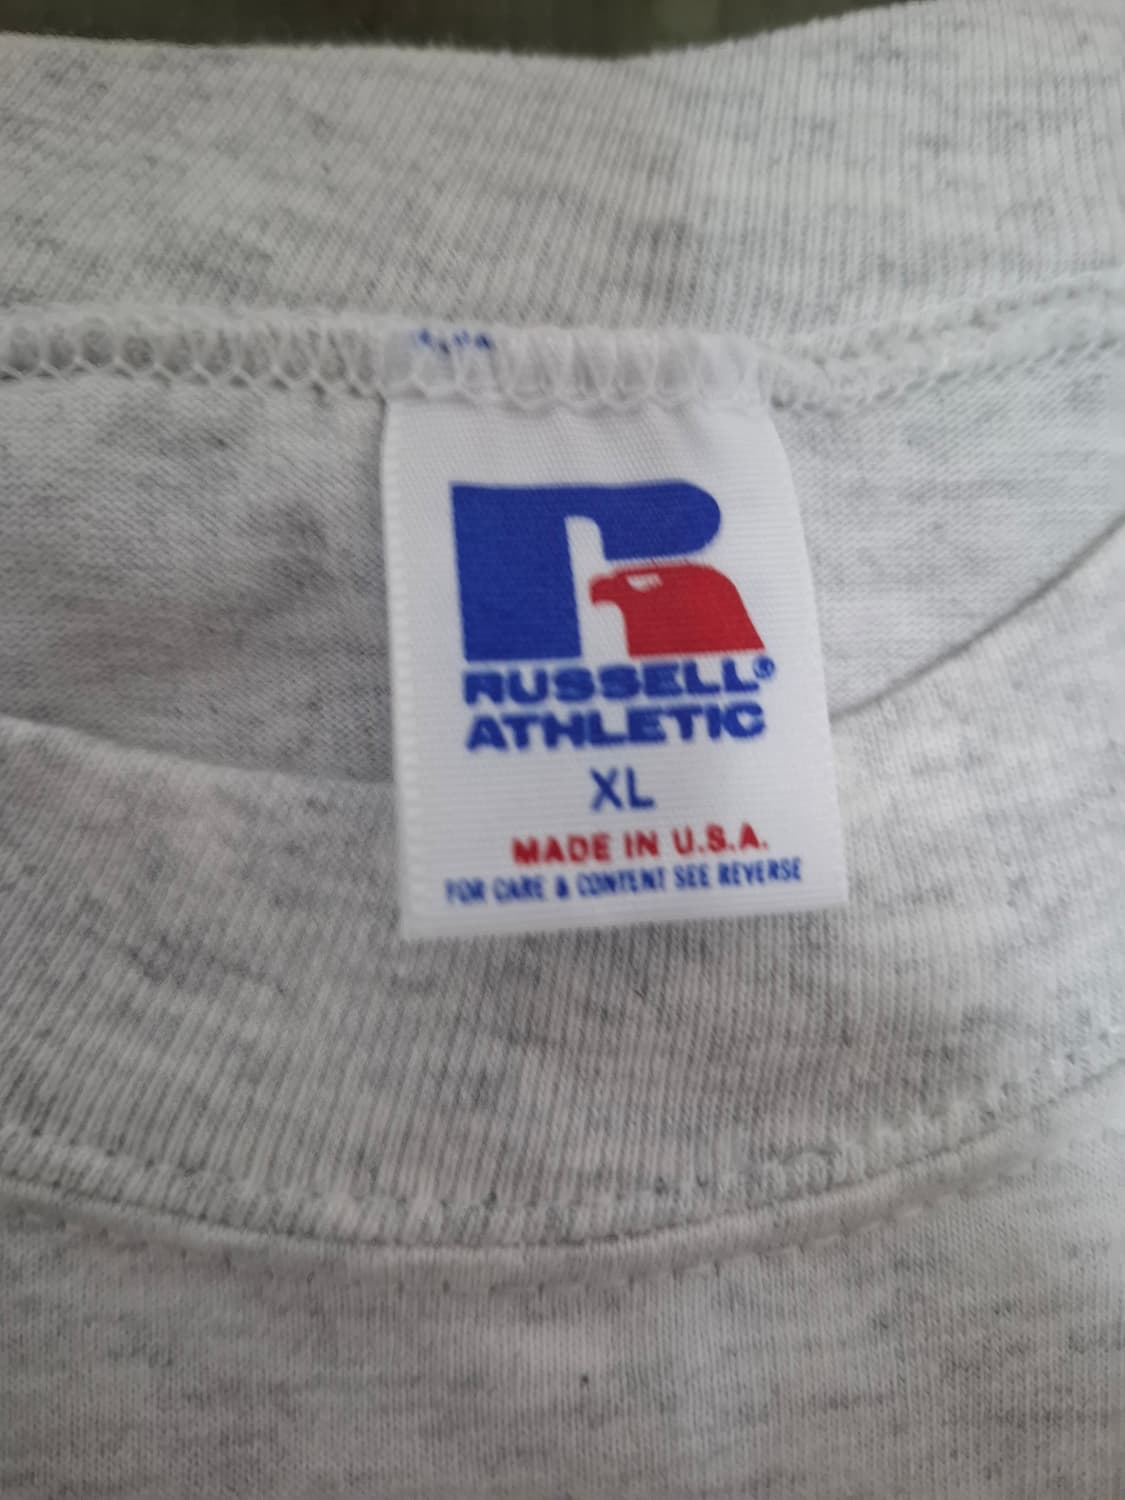 RUSSELL®
ATHLETIC
XL
MADE IN U.S.A.
FOR CARE & CONTENT SEE REVERSE